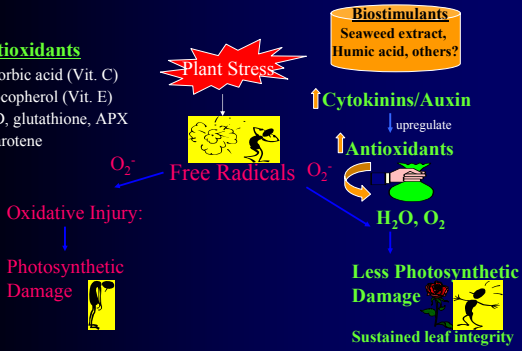 tioxidants
orbic acid (Vit. C)
copherol (Vit. E)
D, glutathione, APX
arotene
Plant Stress
Biostimulants
Seaweed extract,
Humic acid, others?
Cytokinins/Auxin
upregulate
Antioxidants
O2-
Free Radicals
O2-
H2O, O2
Oxidative Injury:
Photosynthetic
Damage
Less Photosynthetic
Damage
Sustained leaf integrity